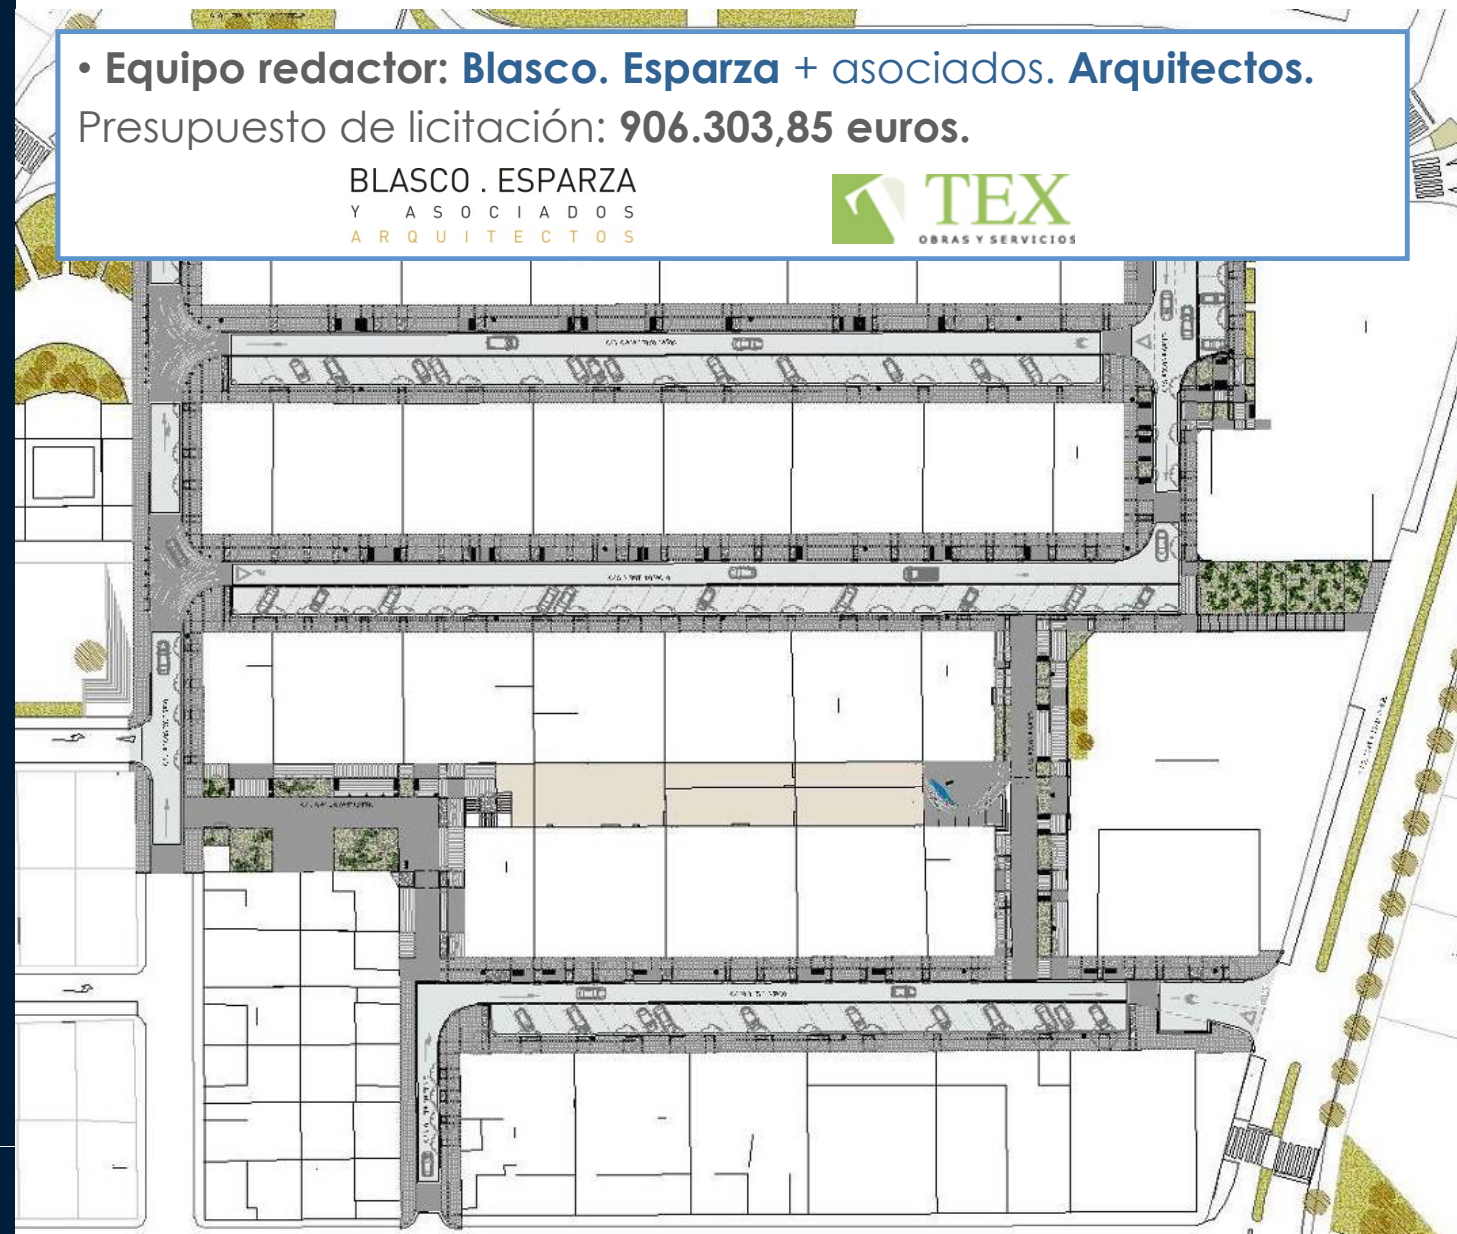 • Equipo redactor: Blasco. Esparza + asociados. Arquitectos.
Presupuesto de licitación: 906.303,85 euros.
BLASCO . ESPARZA
Y ASOCIADOS
ARQUITECTOS
TEX
OBRAS Y SERVICIOS